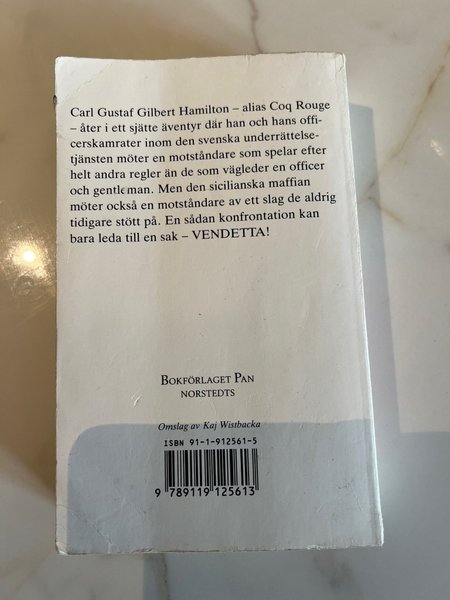 Carl Gustaf Gilbert Hamilton – alias Coq Rouge
– åter i ett sjätte äventyr där han och hans offi-
cerskamrater inom den svenska underrättelse-
tjänsten möter en motståndare som spelar efter
helt andra regler än de som vägleder en officer
och gentleman. Men den sicilianska maffian
möter också en motståndare av ett slag de aldrig
tidigare stött på. En sådan konfrontation kan
bara leda till en sak – VENDETTA!
BOKFÖRLAGET PAN
NORSTEDTS
Omslag av Kaj Wistbacka
ISBN 91-1-912561-5
9 789119 125613